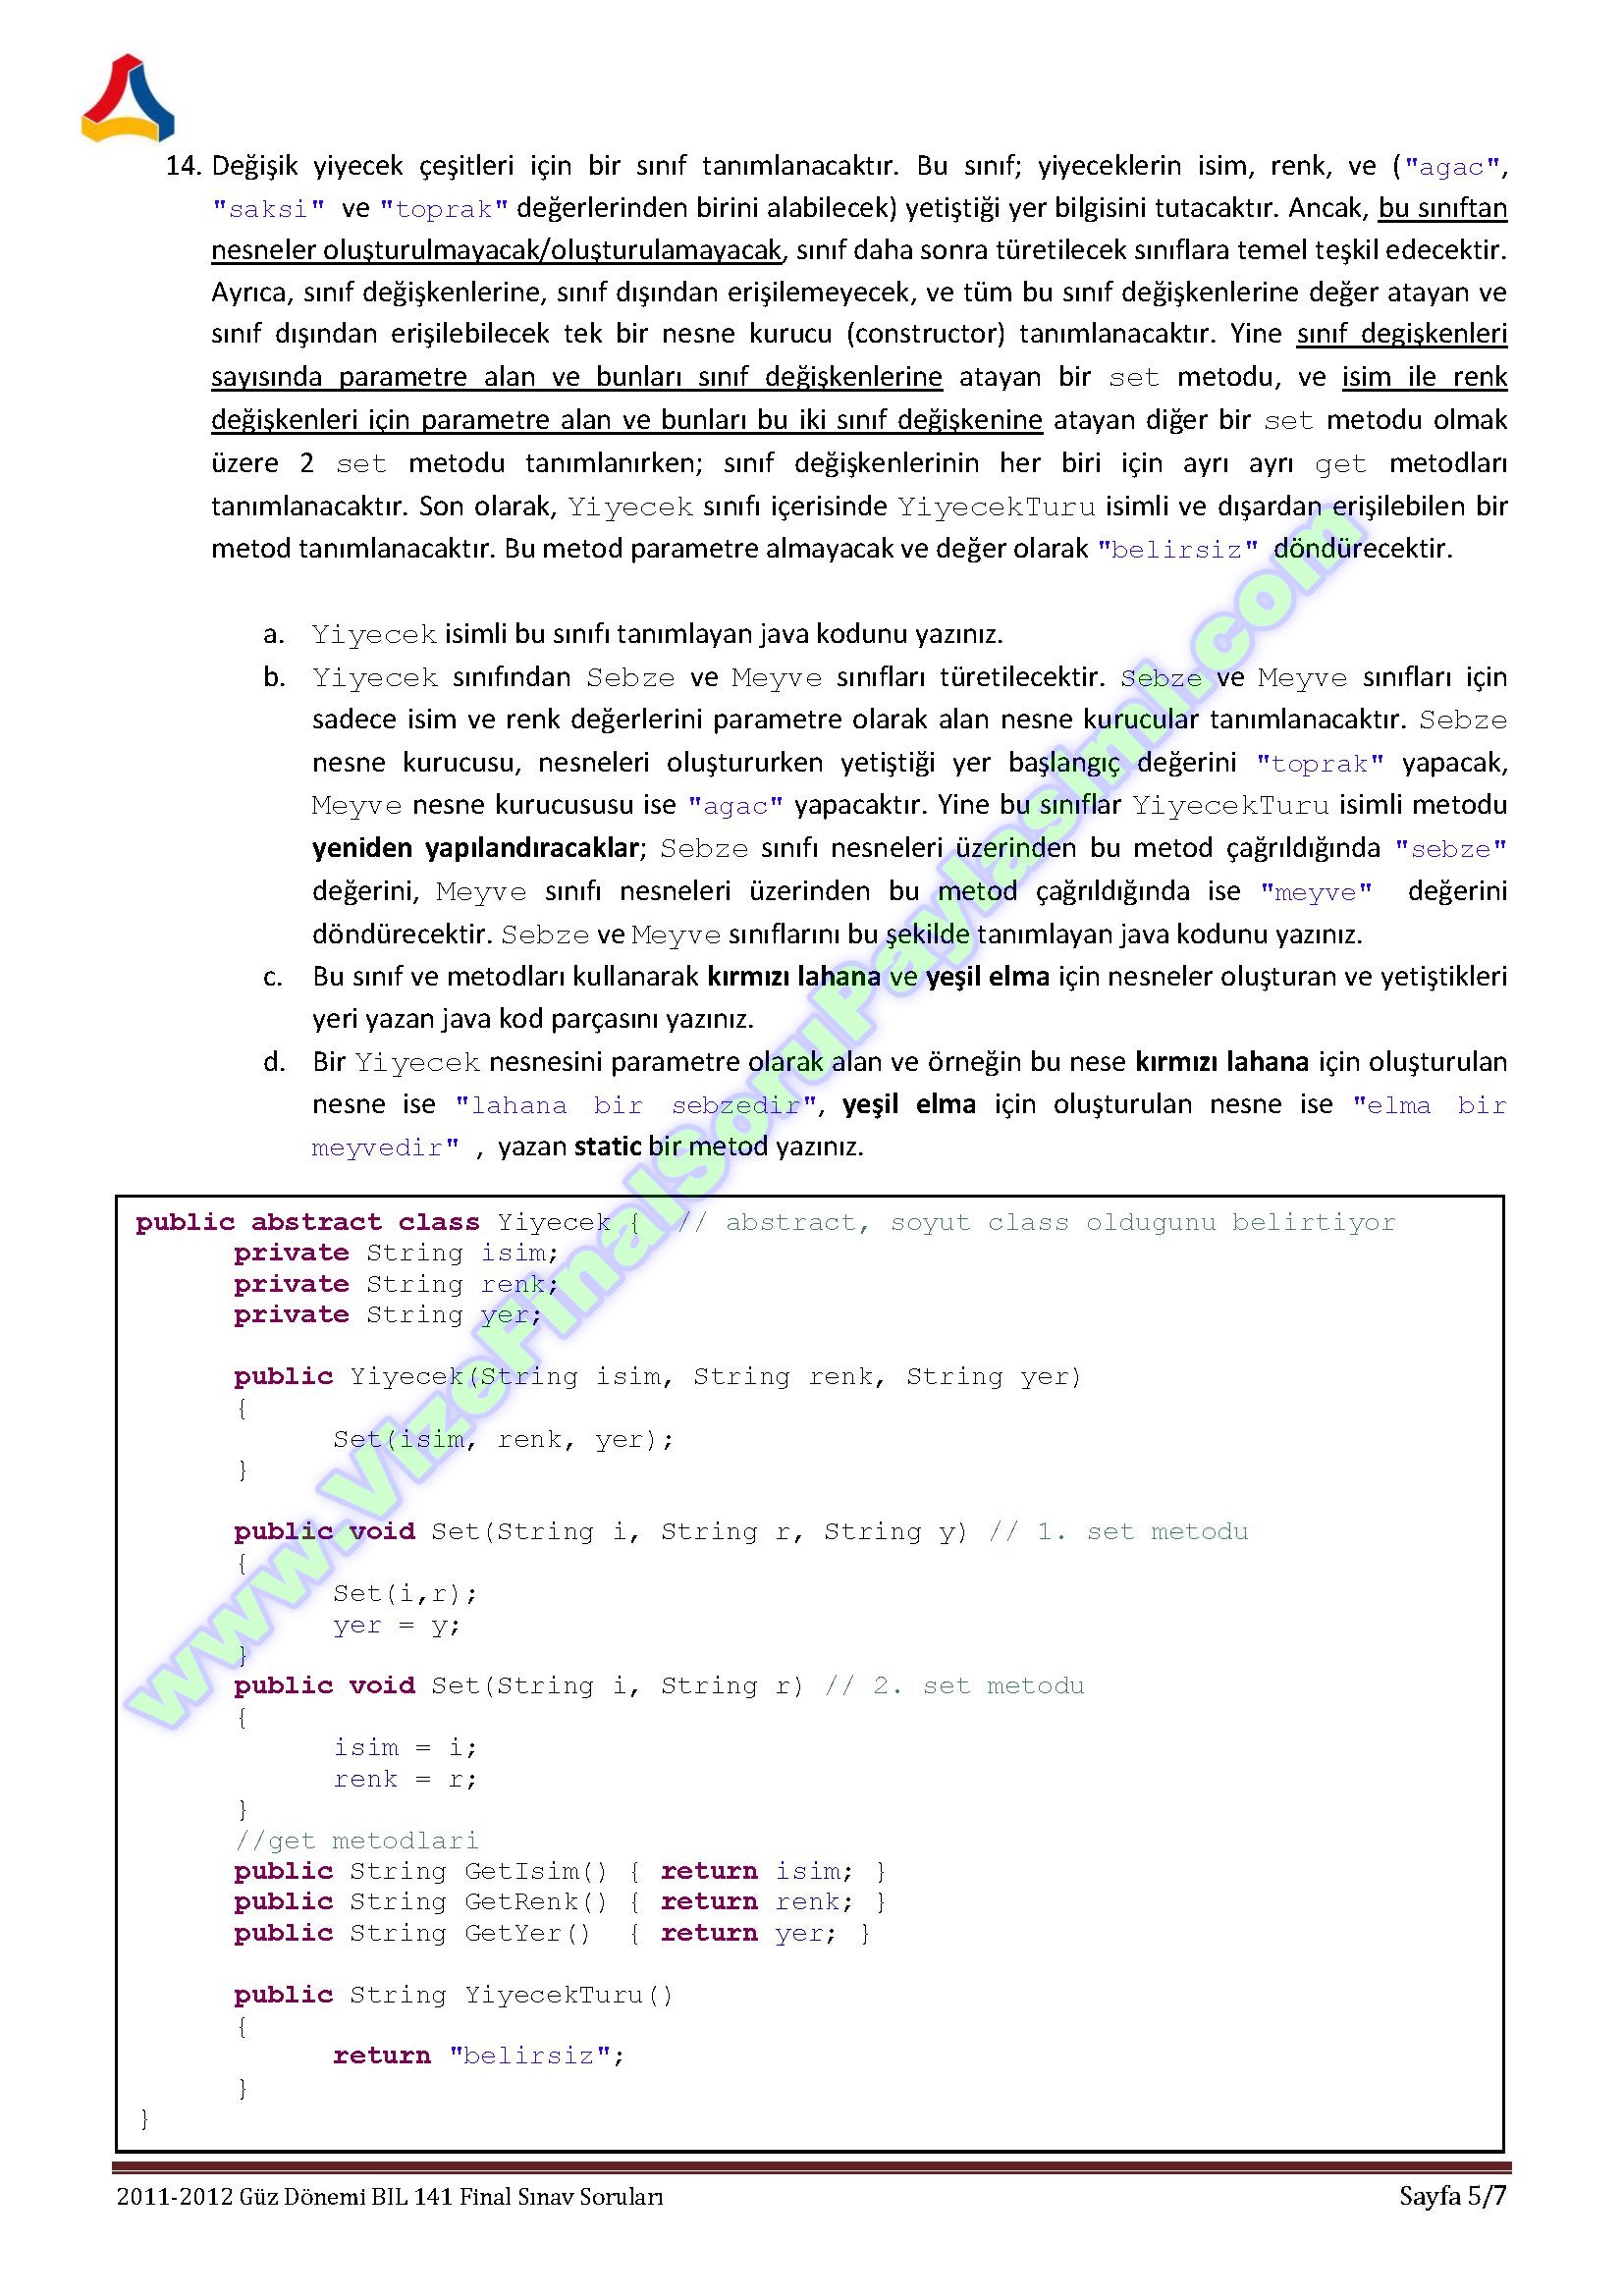 14. Değişik yiyecek çeşitleri için bir sınıf tanımlanacaktır. Bu sınıf; yiyeceklerin isim, renk, ve ("agac",
"saksi" ve "toprak" değerlerinden birini alabilecek) yetiştiği yer bilgisini tutacaktır. Ancak, bu sınıftan
nesneler oluşturulmayacak/oluşturulamayacak, sınıf daha sonra türetilecek sınıflara temel teşkil edecektir.
Ayrıca, sınıf değişkenlerine, sınıf dışından erişilemeyecek, ve tüm bu sınıf değişkenlerine değer atayan ve
sınıf dışından erişilebilecek tek bir nesne kurucu (constructor) tanımlanacaktır. Yine sınıf degişkenleri
sayısında parametre alan ve bunları sınıf değişkenlerine atayan bir set metodu, ve isim ile renk
değişkenleri için parametre alan ve bunları bu iki sınıf değişkenine atayan diğer bir set metodu olmak
üzere 2 set metodu tanımlanırken; sınıf değişkenlerinin her biri için ayrı ayrı get metodları
tanımlanacaktır. Son olarak, Yiyecek sınıfı içerisinde YiyecekTuru isimli ve dışardan erişilebilen bir
metod tanımlanacaktır. Bu metod parametre almayacak ve değer olarak "belirsiz" döndürecektir.
a. Yiyecek isimli bu sınıfı tanımlayan java kodunu yazınız.
b. Yiyecek sınıfından Sebze ve Meyve sınıfları türetilecektir. Sebze ve Meyve sınıfları için
sadece isim ve renk değerlerini parametre olarak alan nesne kurucular tanımlanacaktır. Sebze
nesne kurucusu, nesneleri oluştururken yetiştiği yer başlangıç değerini "toprak" yapacak,
Meyve nesne kurucususu ise "agac" yapacaktır. Yine bu sınıflar YiyecekTuru isimli metodu
yeniden yapılandıracaklar; Sebze sınıfı nesneleri üzerinden bu metod çağrıldığında "sebze"
değerini, Meyve sınıfı nesneleri üzerinden bu metod çağrıldığında ise "meyve" değerini
döndürecektir. Sebze ve Meyve sınıflarını bu şekilde tanımlayan java kodunu yazınız.
c. Bu sınıf ve metodları kullanarak kırmızı lahana ve yeşil elma için nesneler oluşturan ve yetiştikleri
yeri yazan java kod parçasını yazınız.
d. Bir Yiyecek nesnesini parametre olarak alan ve örneğin bu nese kırmızı lahana için oluşturulan
nesne ise "lahana bir sebzedir", yeşil elma için oluşturulan nesne ise "elma bir
meyvedir" , yazan static bir metod yazınız.
public abstract class Yiyecek { // abstract, soyut class oldugunu belirtiyor
private String isim;
private String renk;
private String yer;
public Yiyecek(String isim, String renk, String yer)
{
Set(isim, renk, yer);
}
public void Set(String i, String r, String y) // 1. set metodu
{
Set(i,r);
yer = y;
}
public void Set(String i, String r) // 2. set metodu
{
isim = i;
renk = r;
}
//get metodlari
public String GetIsim() { return isim; }
public String GetRenk() { return renk; }
public String GetYer() { return yer; }
public String YiyecekTuru()
{
return "belirsiz";
}
}
2011-2012 Güz Dönemi BIL 141 Final Sınav Soruları
Sayfa 5/7
www.VizeFinalSoruPaylasimi.com